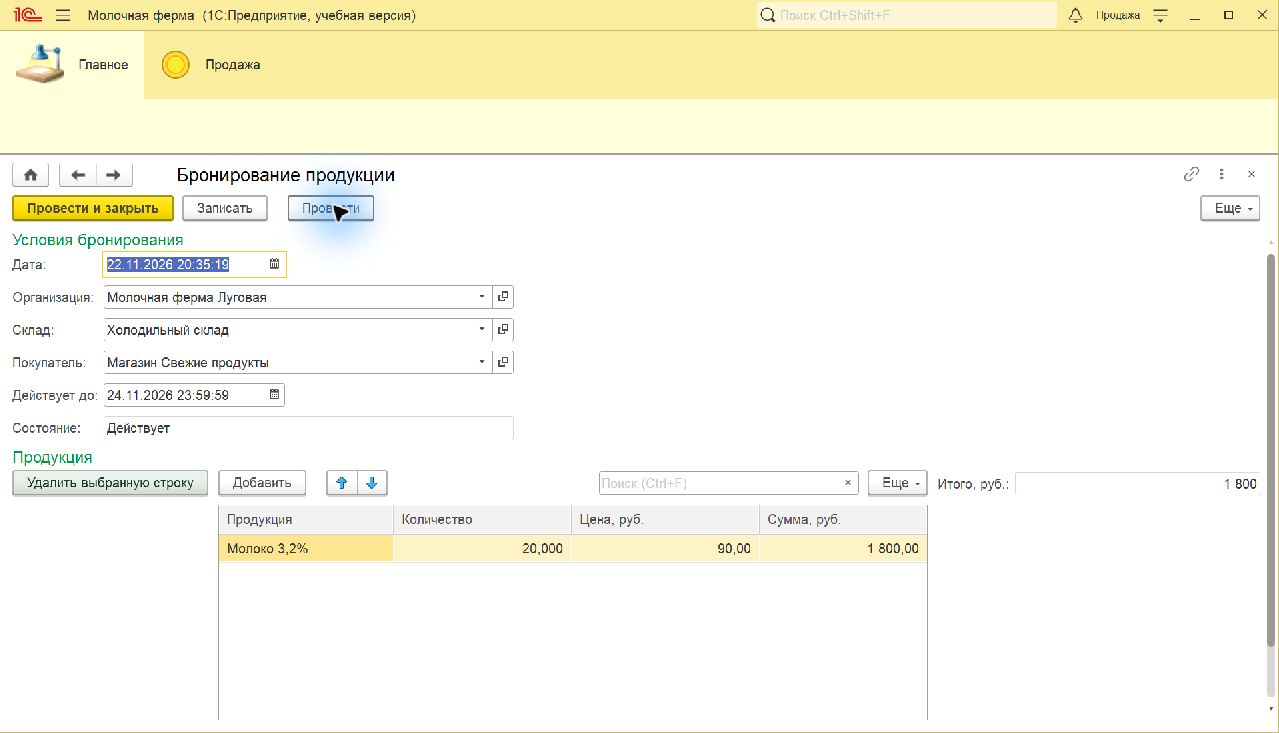 1С Молочная ферма (1С:Предприятие, учебная версия) Поиск Ctrl+Shift+F Продажа
Главное Продажа
Бронирование продукции
Провести и закрыть Записать Провести Еще
Условия бронирования
Дата: 22.11.2026 20:35:19
Организация: Молочная ферма Луговая
Склад: Холодильный склад
Покупатель: Магазин Свежие продукты
Действует до: 24.11.2026 23:59:59
Состояние: Действует
Продукция
Удалить выбранную строку Добавить Поиск (Ctrl+F) × Еще Итого, руб.: 1 800
Продукция Количество Цена, руб. Сумма, руб.
Молоко 3,2% 20,000 90,00 1 800,00